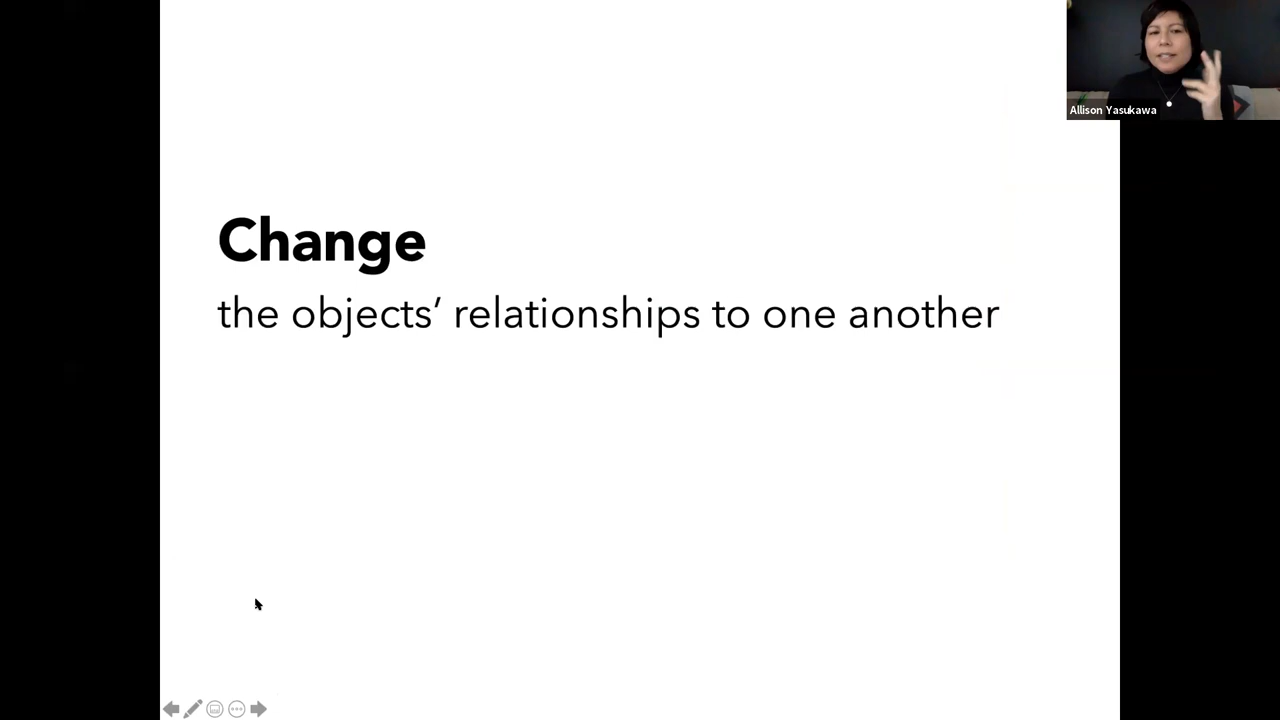 Allison Yasukawa
Change
the objects’ relationships to one another